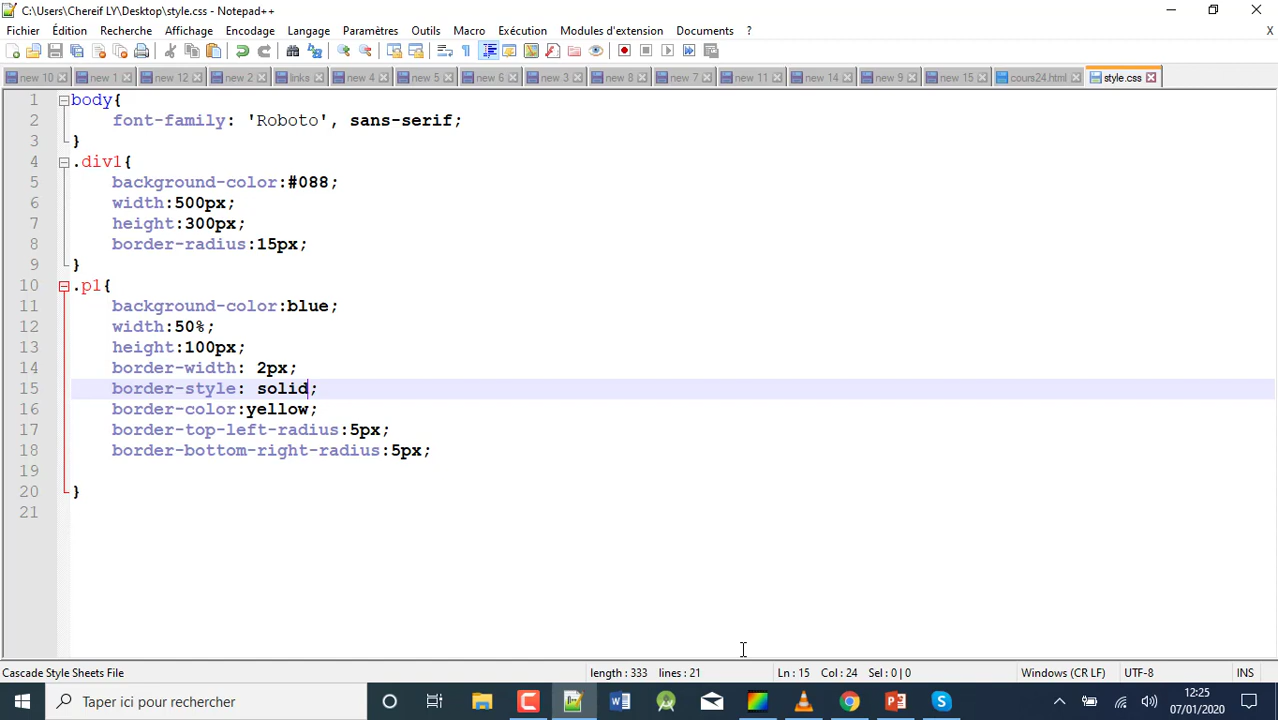 C:\Users\Chereif LY\Desktop\style.css - Notepad++
Fichier Édition Recherche Affichage Encodage Langage Paramètres Outils Macro Exécution Modules d'extension Documents ? X
new 10 new 1 new 12 new 2 links new 4 new 5 new 6 new 3 new 8 new 7 new 11 new 14 new 9 new 15 cours24.html style.css
1 body{
2 font-family: 'Roboto', sans-serif;
3 }
4 .div1{
5 background-color:#088;
6 width:500px;
7 height:300px;
8 border-radius:15px;
9 }
10 .p1{
11 background-color:blue;
12 width:50%;
13 height:100px;
14 border-width: 2px;
15 border-style: solid;
16 border-color:yellow;
17 border-top-left-radius:5px;
18 border-bottom-right-radius:5px;
19
20 }
21
Cascade Style Sheets File length : 333 lines : 21 Ln : 15 Col : 24 Sel : 0 | 0 Windows (CR LF) UTF-8 INS
Taper ici pour rechercher
12:25
07/01/2020